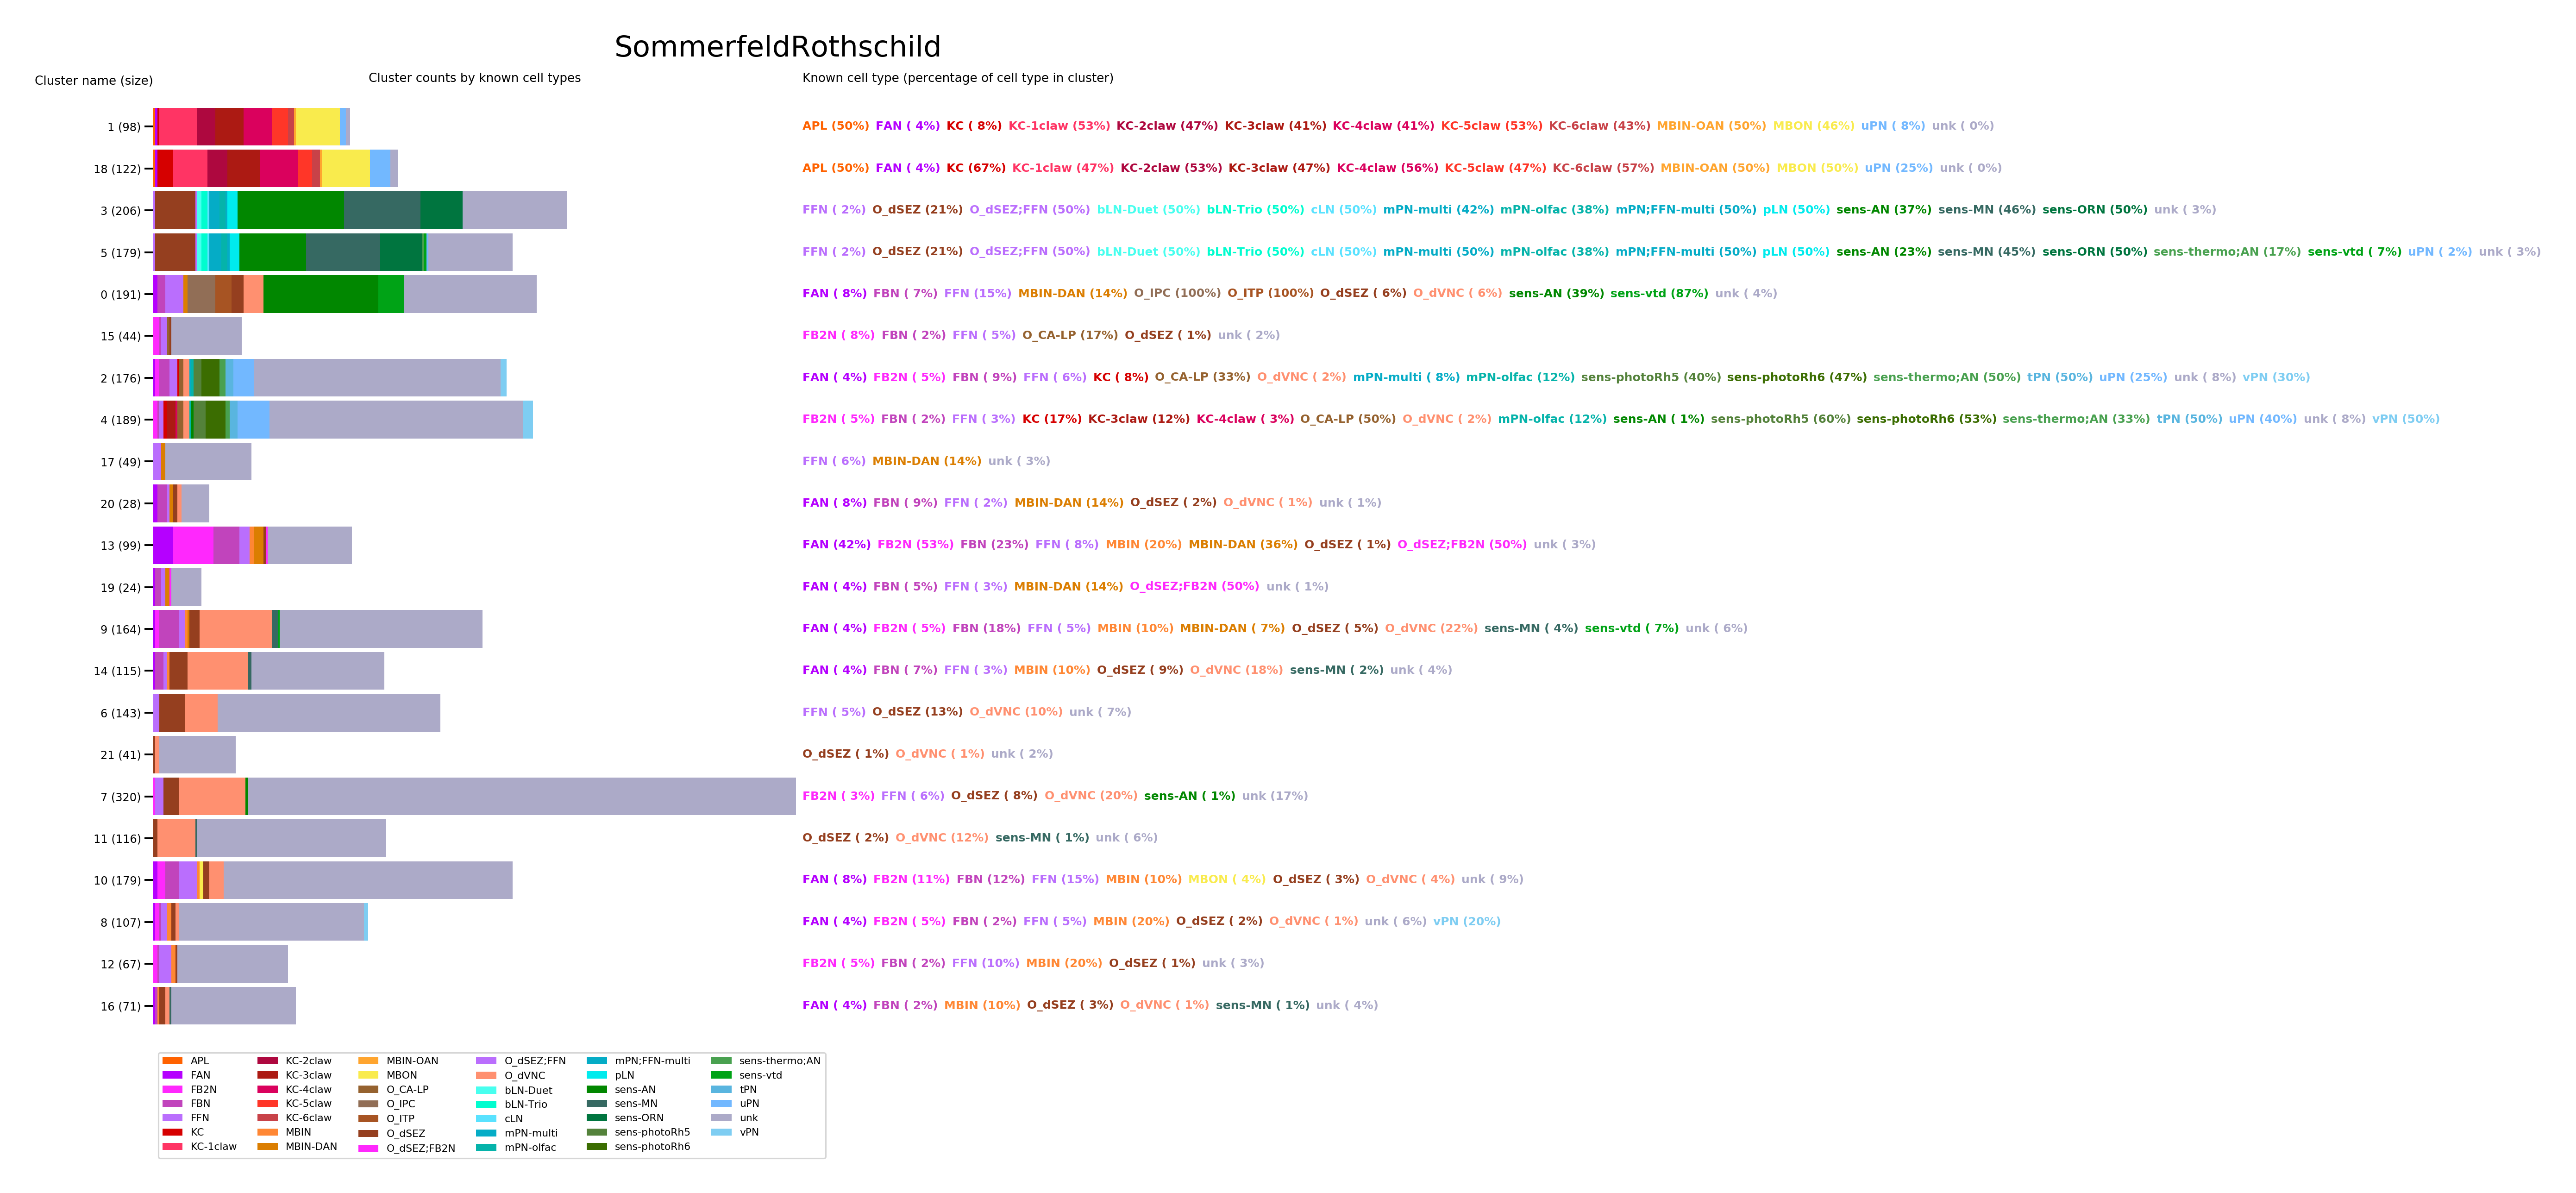 SommerfeldRothschild
Cluster name (size) Cluster counts by known cell types Known cell type (percentage of cell type in cluster)
1 (98) APL (50%) FAN ( 4%) KC ( 8%) KC-1claw (53%) KC-2claw (47%) KC-3claw (41%) KC-4claw (41%) KC-5claw (53%) KC-6claw (43%) MBIN-OAN (50%) MBON (46%) uPN ( 8%) unk ( 0%)
18 (122) APL (50%) FAN ( 4%) KC (67%) KC-1claw (47%) KC-2claw (53%) KC-3claw (47%) KC-4claw (56%) KC-5claw (47%) KC-6claw (57%) MBIN-OAN (50%) MBON (50%) uPN (25%) unk ( 0%)
3 (206) FFN ( 2%) O_dSEZ (21%) O_dSEZ;FFN (50%) bLN-Duet (50%) bLN-Trio (50%) cLN (50%) mPN-multi (42%) mPN-olfac (38%) mPN;FFN-multi (50%) pLN (50%) sens-AN (37%) sens-MN (46%) sens-ORN (50%) unk ( 3%)
5 (179) FFN ( 2%) O_dSEZ (21%) O_dSEZ;FFN (50%) bLN-Duet (50%) bLN-Trio (50%) cLN (50%) mPN-multi (50%) mPN-olfac (38%) mPN;FFN-multi (50%) pLN (50%) sens-AN (23%) sens-MN (45%) sens-ORN (50%) sens-thermo;AN (17%) sens-vtd ( 7%) uPN ( 2%) unk ( 3%)
0 (191) FAN ( 8%) FBN ( 7%) FFN (15%) MBIN-DAN (14%) O_IPC (100%) O_ITP (100%) O_dSEZ ( 6%) O_dVNC ( 6%) sens-AN (39%) sens-vtd (87%) unk ( 4%)
15 (44) FB2N ( 8%) FBN ( 2%) FFN ( 5%) O_CA-LP (17%) O_dSEZ ( 1%) unk ( 2%)
2 (176) FAN ( 4%) FB2N ( 5%) FBN ( 9%) FFN ( 6%) KC ( 8%) O_CA-LP (33%) O_dVNC ( 2%) mPN-multi ( 8%) mPN-olfac (12%) sens-photoRh5 (40%) sens-photoRh6 (47%) sens-thermo;AN (50%) tPN (50%) uPN (25%) unk ( 8%) vPN (30%)
4 (189) FB2N ( 5%) FBN ( 2%) FFN ( 3%) KC (17%) KC-3claw (12%) KC-4claw ( 3%) O_CA-LP (50%) O_dVNC ( 2%) mPN-olfac (12%) sens-AN ( 1%) sens-photoRh5 (60%) sens-photoRh6 (53%) sens-thermo;AN (33%) tPN (50%) uPN (40%) unk ( 8%) vPN (50%)
17 (49) FFN ( 6%) MBIN-DAN (14%) unk ( 3%)
20 (28) FAN ( 8%) FBN ( 9%) FFN ( 2%) MBIN-DAN (14%) O_dSEZ ( 2%) O_dVNC ( 1%) unk ( 1%)
13 (99) FAN (42%) FB2N (53%) FBN (23%) FFN ( 8%) MBIN (20%) MBIN-DAN (36%) O_dSEZ ( 1%) O_dSEZ;FB2N (50%) unk ( 3%)
19 (24) FAN ( 4%) FBN ( 5%) FFN ( 3%) MBIN-DAN (14%) O_dSEZ;FB2N (50%) unk ( 1%)
9 (164) FAN ( 4%) FB2N ( 5%) FBN (18%) FFN ( 5%) MBIN (10%) MBIN-DAN ( 7%) O_dSEZ ( 5%) O_dVNC (22%) sens-MN ( 4%) sens-vtd ( 7%) unk ( 6%)
14 (115) FAN ( 4%) FBN ( 7%) FFN ( 3%) MBIN (10%) O_dSEZ ( 9%) O_dVNC (18%) sens-MN ( 2%) unk ( 4%)
6 (143) FFN ( 5%) O_dSEZ (13%) O_dVNC (10%) unk ( 7%)
21 (41) O_dSEZ ( 1%) O_dVNC ( 1%) unk ( 2%)
7 (320) FB2N ( 3%) FFN ( 6%) O_dSEZ ( 8%) O_dVNC (20%) sens-AN ( 1%) unk (17%)
11 (116) O_dSEZ ( 2%) O_dVNC (12%) sens-MN ( 1%) unk ( 6%)
10 (179) FAN ( 8%) FB2N (11%) FBN (12%) FFN (15%) MBIN (10%) MBON ( 4%) O_dSEZ ( 3%) O_dVNC ( 4%) unk ( 9%)
8 (107) FAN ( 4%) FB2N ( 5%) FBN ( 2%) FFN ( 5%) MBIN (20%) O_dSEZ ( 2%) O_dVNC ( 1%) unk ( 6%) vPN (20%)
12 (67) FB2N ( 5%) FBN ( 2%) FFN (10%) MBIN (20%) O_dSEZ ( 1%) unk ( 3%)
16 (71) FAN ( 4%) FBN ( 2%) MBIN (10%) O_dSEZ ( 3%) O_dVNC ( 1%) sens-MN ( 1%) unk ( 4%)
APL KC-2claw MBIN-OAN O_dSEZ;FFN mPN;FFN-multi sens-thermo;AN
FAN KC-3claw MBON O_dVNC pLN sens-vtd
FB2N KC-4claw O_CA-LP bLN-Duet sens-AN tPN
FBN KC-5claw O_IPC bLN-Trio sens-MN uPN
FFN KC-6claw O_ITP cLN sens-ORN unk
KC MBIN O_dSEZ mPN-multi sens-photoRh5 vPN
KC-1claw MBIN-DAN O_dSEZ;FB2N mPN-olfac sens-photoRh6